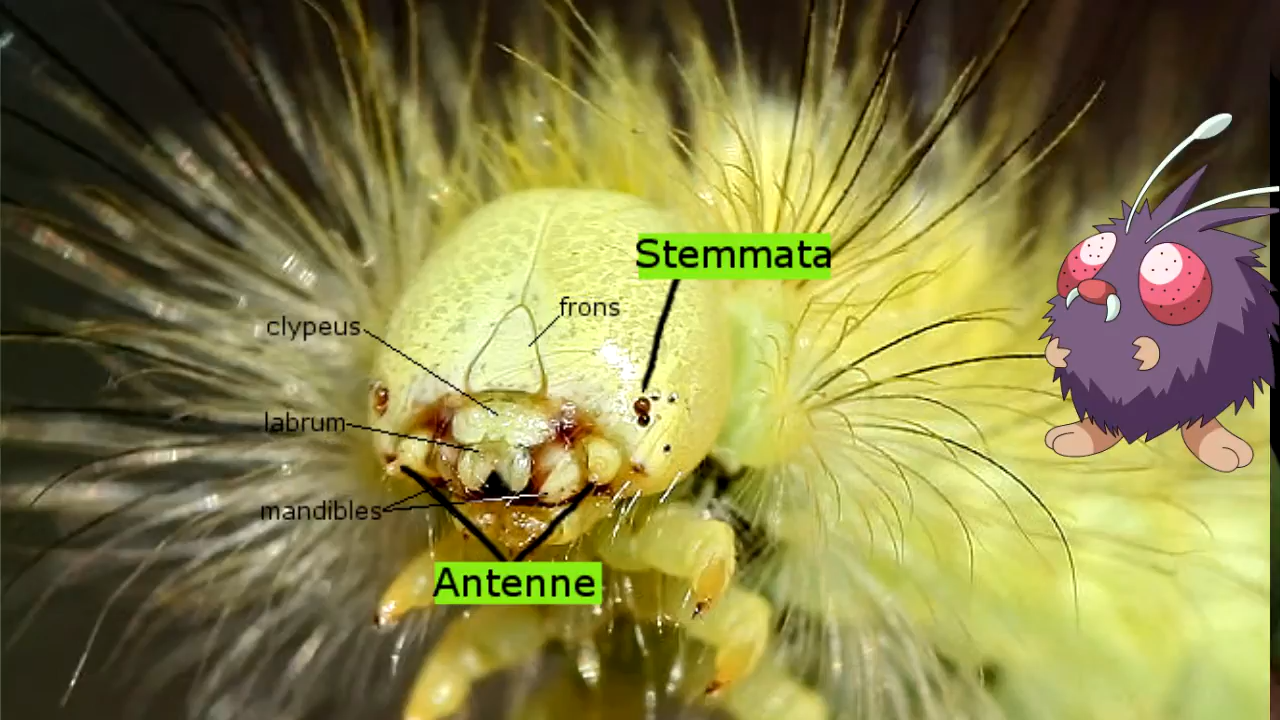 Stemmata
frons
clypeus
labrum
mandibles
Antenne